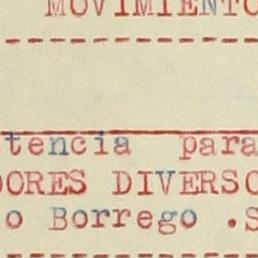 MOVIMIENTO
tencia para
DORES DIVERSO
o Borrego .S